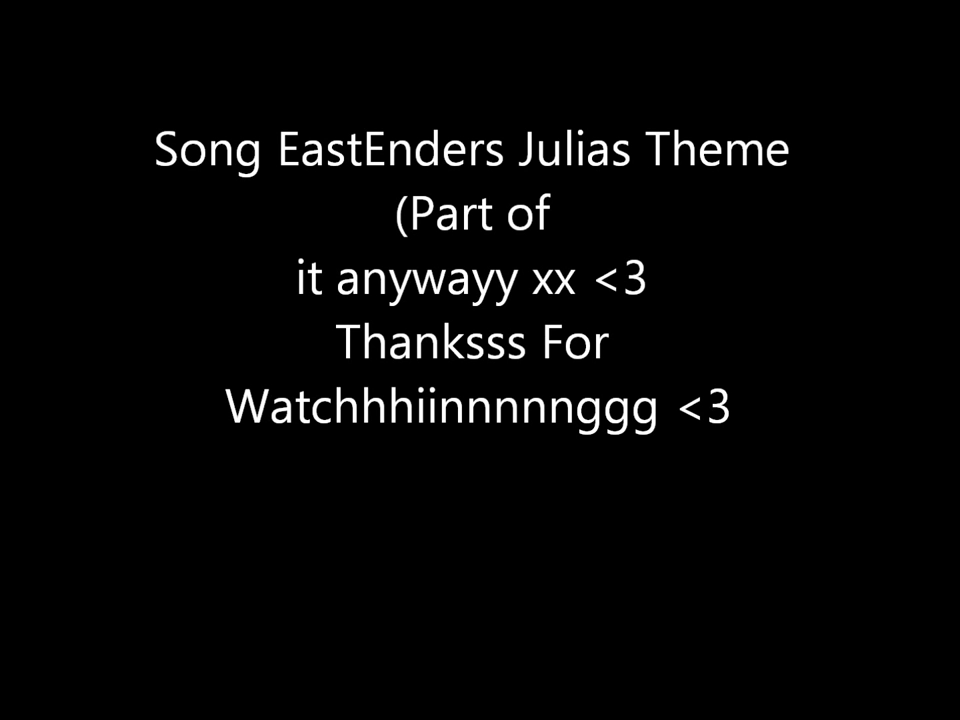 Song EastEnders Julias Theme
(Part of
it anywayy xx <3
Thanksss For
Watchhhiinnnnnggg <3